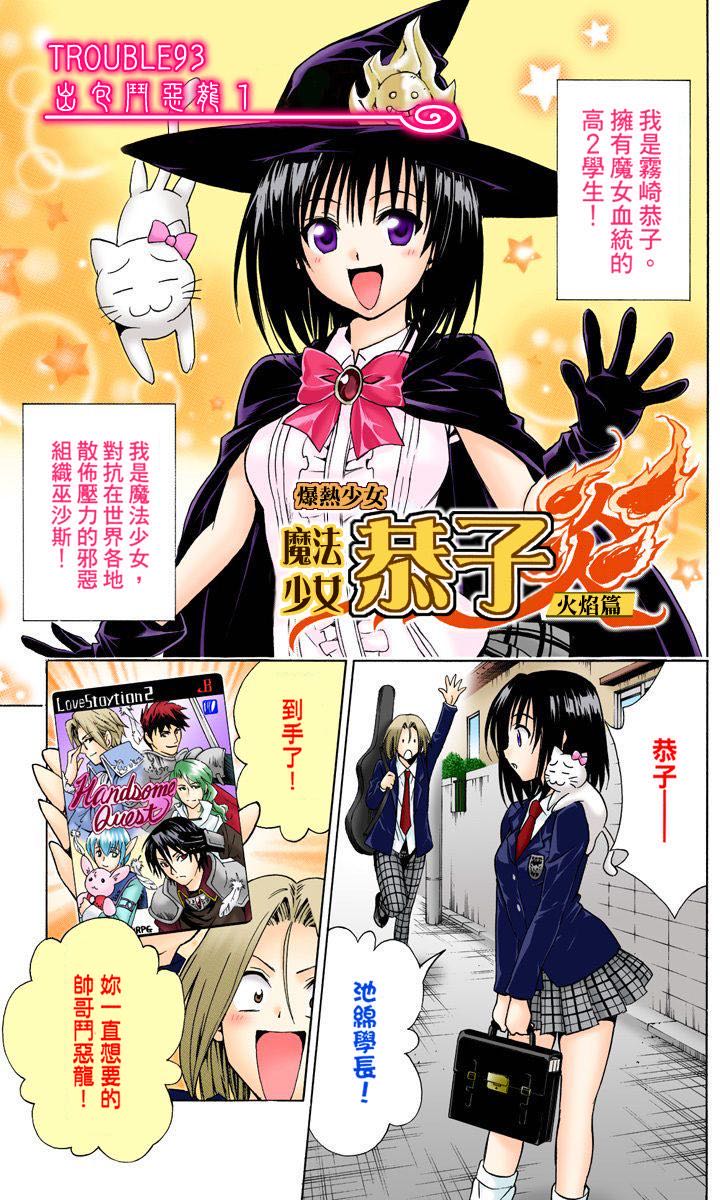 TROUBLE93
出包鬥惡龍 1
我是霧崎恭子。
擁有魔女血統的
高2學生！
我是魔法少女，
對抗在世界各地
散佈壓力的邪惡
組織巫沙斯！
爆熱少女
魔法
少女
恭子
炎
火焰篇
恭子——
池綿學長！
到手了！
LoveStaytion2
Handsome
Quest
RPG
妳一直想要的
帥哥鬥惡龍！